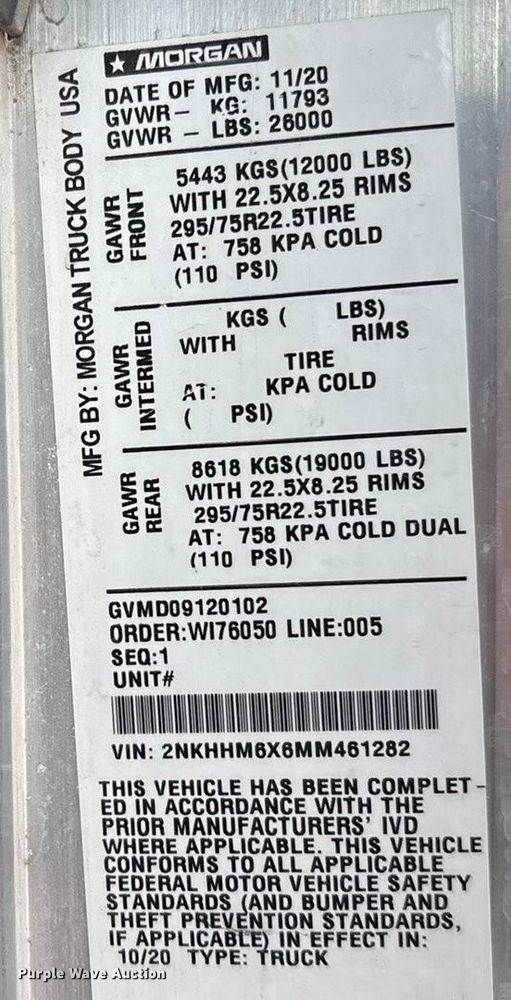 MORGAN
MFG BY: MORGAN TRUCK BODY USA
DATE OF MFG: 11/20
GVWR- KG: 11793
GVWR - LBS: 26000
GAWR
FRONT
5443 KGS(12000 LBS)
WITH 22.5X8.25 RIMS
295/75R22.5TIRE
AT: 758 KPA COLD
(110 PSI)
GAWR
INTERMED
KGS ( LBS)
WITH RIMS
TIRE
AT: KPA COLD
( PSI)
GAWR
REAR
8618 KGS(19000 LBS)
WITH 22.5X8.25 RIMS
295/75R22.5TIRE
AT: 758 KPA COLD DUAL
(110 PSI)
GVMD09120102
ORDER:WI76050 LINE:005
SEQ:1
UNIT#
VIN: 2NKHHM6X6MM461282
THIS VEHICLE HAS BEEN COMPLET-
ED IN ACCORDANCE WITH THE
PRIOR MANUFACTURERS' IVD
WHERE APPLICABLE. THIS VEHICLE
CONFORMS TO ALL APPLICABLE
FEDERAL MOTOR VEHICLE SAFETY
STANDARDS (AND BUMPER AND
THEFT PREVENTION STANDARDS,
IF APPLICABLE) IN EFFECT IN:
10/20 TYPE: TRUCK
Purple Wave Auction